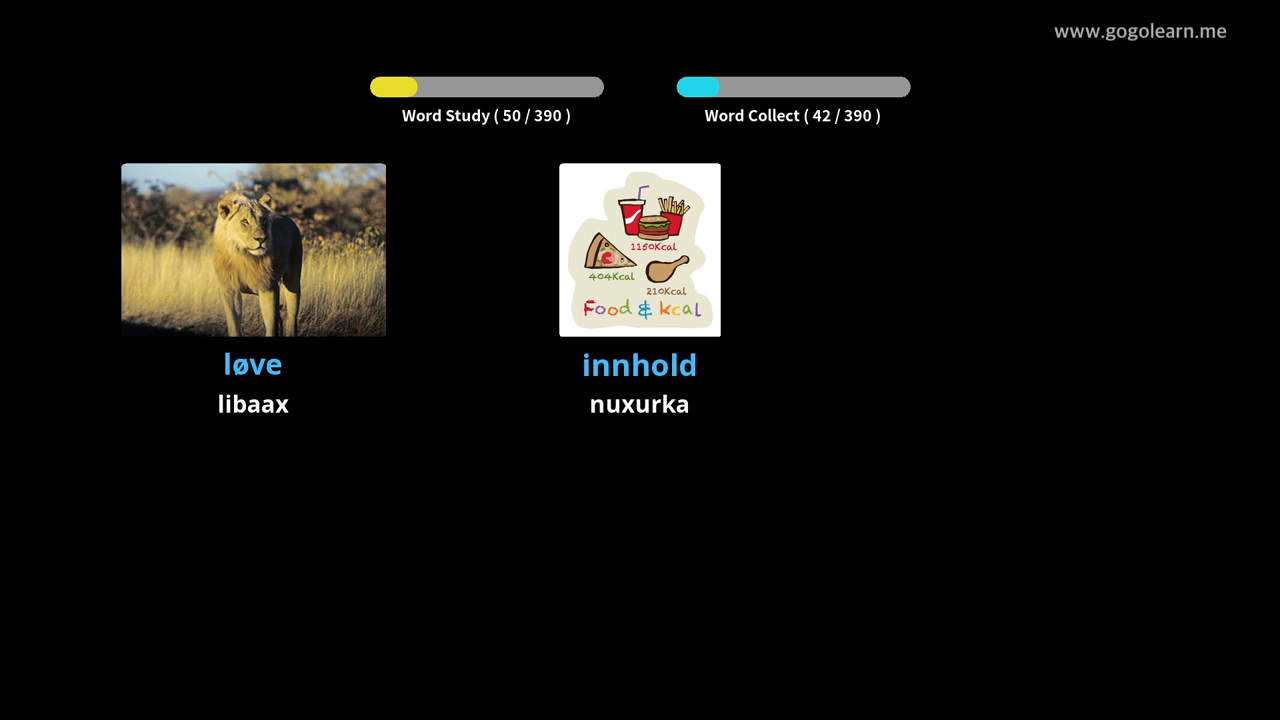 www.gogolearn.me
Word Study ( 50 / 390 )
Word Collect ( 42 / 390 )
1150Kcal
404Kcal
210Kcal
Food & kcal
løve
innhold
libaax
nuxurka